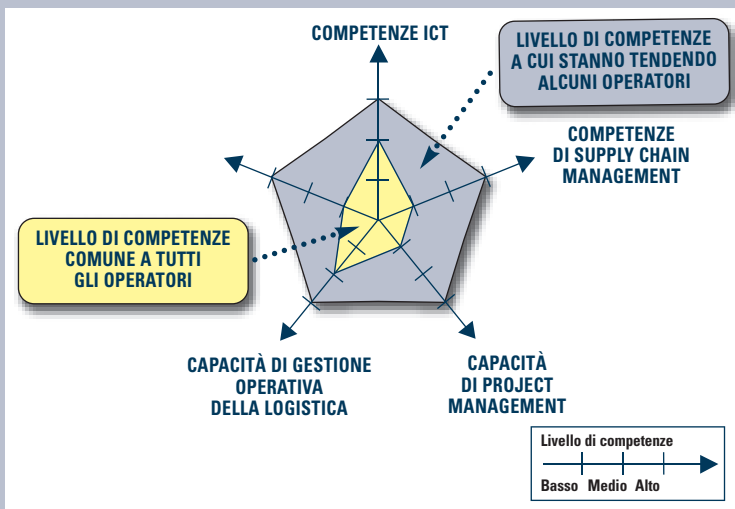 COMPETENZE ICT
LIVELLO DI COMPETENZE
A CUI STANNO TENDENDO
ALCUNI OPERATORI
COMPETENZE
DI SUPPLY CHAIN
MANAGEMENT
LIVELLO DI COMPETENZE
COMUNE A TUTTI
GLI OPERATORI
CAPACITÀ DI GESTIONE
OPERATIVA
DELLA LOGISTICA
CAPACITÀ
DI PROJECT
MANAGEMENT
Livello di competenze
Basso Medio Alto